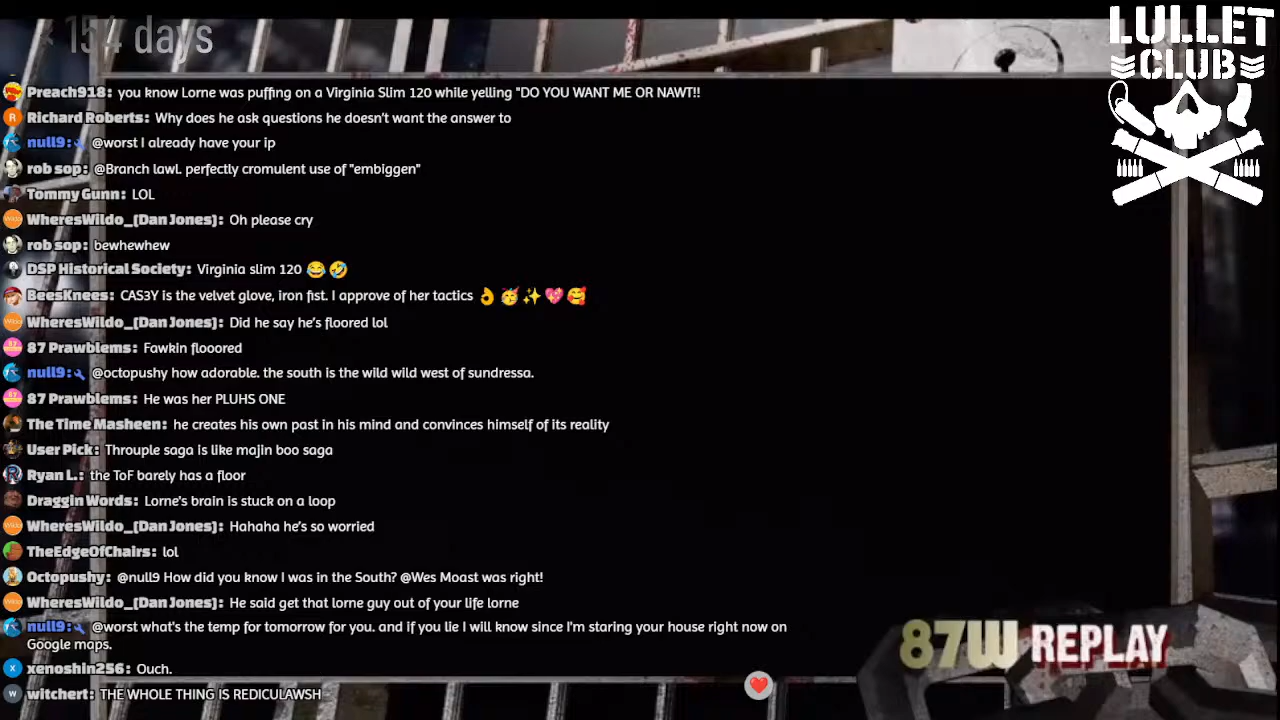 154 days
LULLET
CLUB
Preach918: you know Lorne was puffing on a Virginia Slim 120 while yelling "DO YOU WANT ME OR NAWT!!
Richard Roberts: Why does he ask questions he doesn't want the answer to
null9: @worst I already have your ip
rob sop: @Branch lawl. perfectly cromulent use of "embiggen"
Tommy Gunn: LOL
WheresWildo_(Dan Jones): Oh please cry
rob sop: bewhewhew
DSP Historical Society: Virginia slim 120 😂 🤣
BeesKnees: CAS3Y is the velvet glove, iron fist. I approve of her tactics 👌 🥳 ✨ 💖 🥰
WheresWildo_(Dan Jones): Did he say he's floored lol
87 Prawblems: Fawkin flooored
null9: @octopushy how adorable. the south is the wild wild west of sundressa.
87 Prawblems: He was her PLUHS ONE
The Time Masheen: he creates his own past in his mind and convinces himself of its reality
User Pick: Throuple saga is like majin boo saga
Ryan L.: the ToF barely has a floor
Draggin Words: Lorne's brain is stuck on a loop
WheresWildo_(Dan Jones): Hahaha he's so worried
TheEdgeOfChairs: lol
Octopushy: @null9 How did you know I was in the South? @Wes Moast was right!
WheresWildo_(Dan Jones): He said get that lorne guy out of your life lorne
null9: @worst what's the temp for tomorrow for you. and if you lie I will know since I'm staring your house right now on
Google maps.
xenoshin256: Ouch.
witchert: THE WHOLE THING IS REDICULAWSH
87W REPLAY